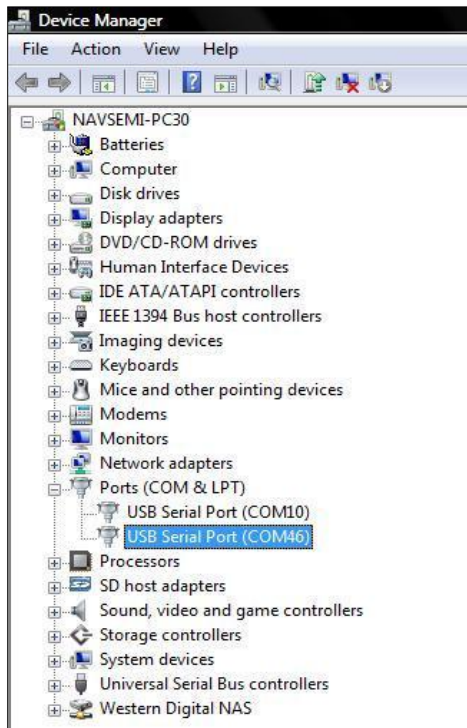 Device Manager
File Action View Help
NAVSEMI-PC30
Batteries
Computer
Disk drives
Display adapters
DVD/CD-ROM drives
Human Interface Devices
IDE ATA/ATAPI controllers
IEEE 1394 Bus host controllers
Imaging devices
Keyboards
Mice and other pointing devices
Modems
Monitors
Network adapters
Ports (COM & LPT)
USB Serial Port (COM10)
USB Serial Port (COM46)
Processors
SD host adapters
Sound, video and game controllers
Storage controllers
System devices
Universal Serial Bus controllers
Western Digital NAS